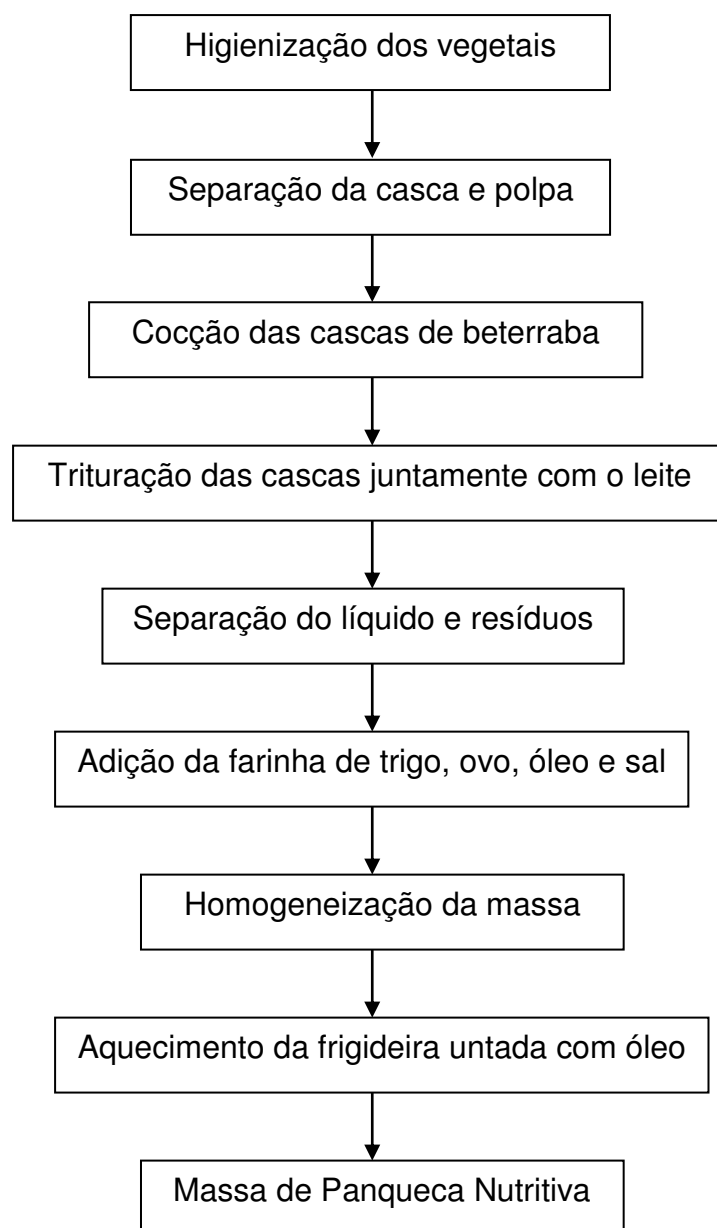 Higienização dos vegetais
Separação da casca e polpa
Cocção das cascas de beterraba
Trituração das cascas juntamente com o leite
Separação do líquido e resíduos
Adição da farinha de trigo, ovo, óleo e sal
Homogeneização da massa
Aquecimento da frigideira untada com óleo
Massa de Panqueca Nutritiva